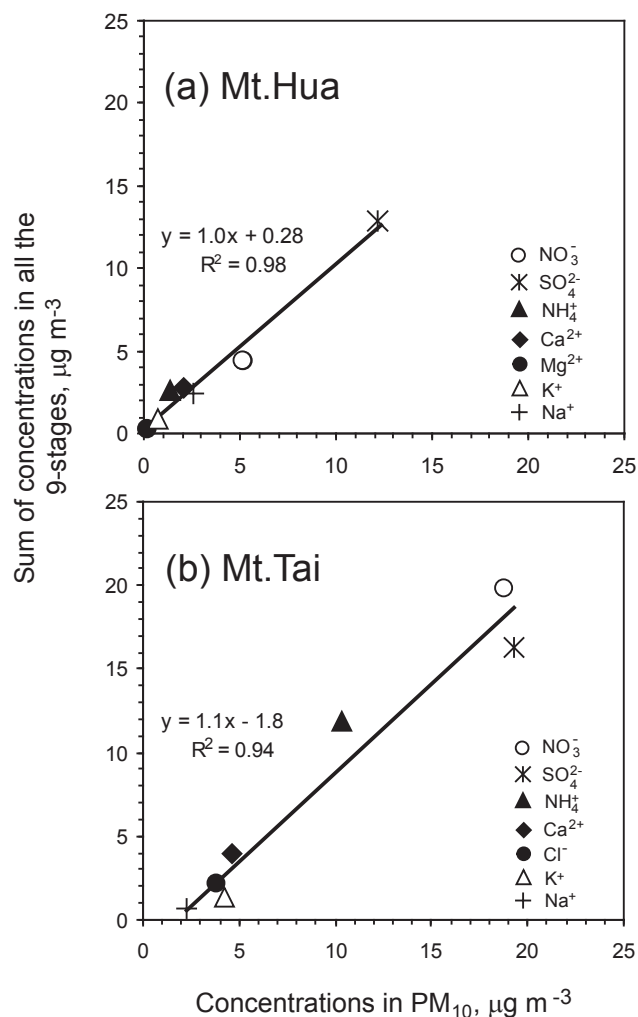 Sum of concentrations in all the
9-stages, μg m⁻³
25
20
15
10
5
0
(a) Mt.Hua
y = 1.0x + 0.28
R² = 0.98
NO₃⁻
SO₄²⁻
NH₄⁺
Ca²⁺
Mg²⁺
K⁺
Na⁺
0 5 10 15 20 25
25
20
15
10
5
0
(b) Mt.Tai
y = 1.1x - 1.8
R² = 0.94
NO₃⁻
SO₄²⁻
NH₄⁺
Ca²⁺
Cl⁻
K⁺
Na⁺
0 5 10 15 20 25
Concentrations in PM₁₀, μg m⁻³